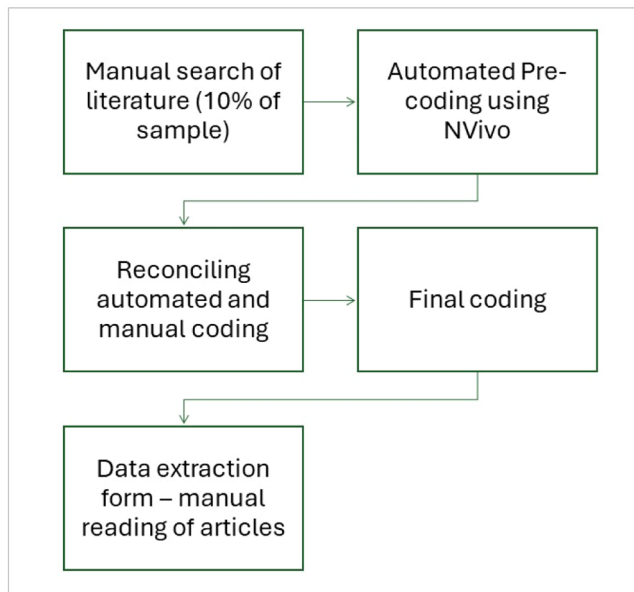 Manual search of
literature (10% of
sample)
Automated Pre-
coding using
NVivo
Reconciling
automated and
manual coding
Final coding
Data extraction
form – manual
reading of articles